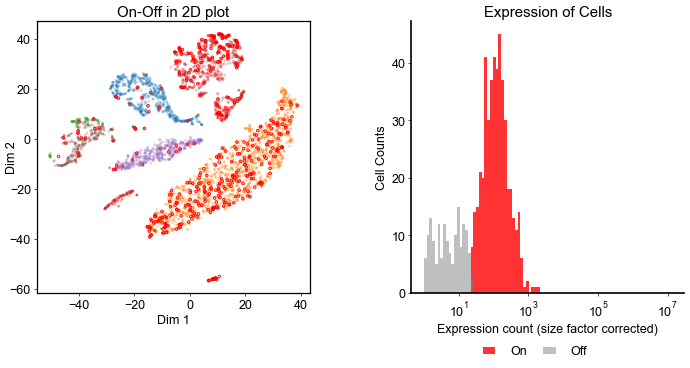 On-Off in 2D plot
40
20
0
−20
−40
−60
Dim 2
−40
−20
0
20
40
Dim 1
Expression of Cells
40
30
20
10
0
Cell Counts
10^1
10^3
10^5
10^7
Expression count (size factor corrected)
On Off